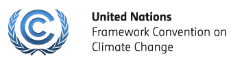 United Nations
Framework Convention on
Climate Change